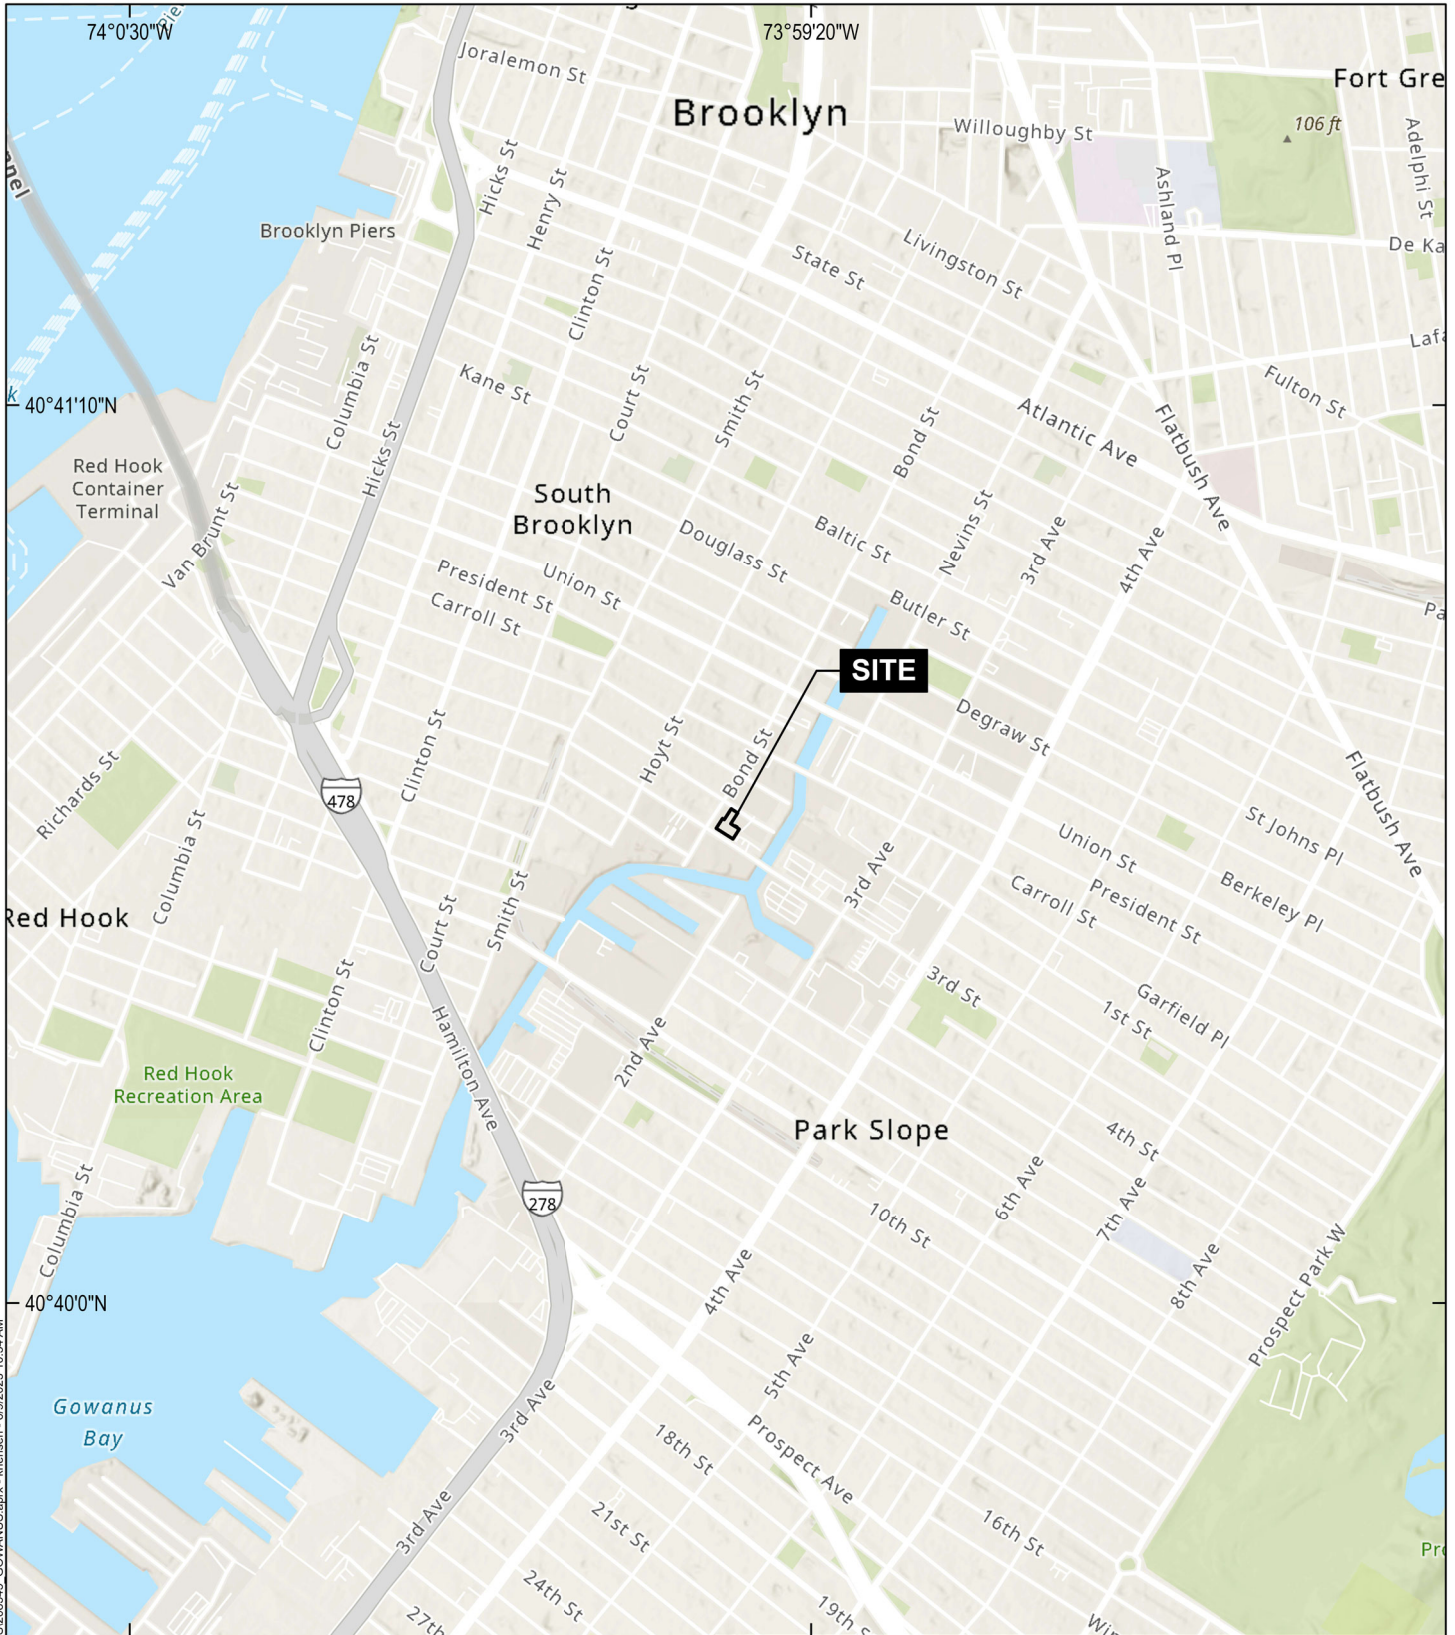 74°0'30"W
73°59'20"W
Joralemon St
Brooklyn
Fort Gre
Willoughby St
106 ft
Adelphi St
Hicks St
Henry St
Ashland Pl
Brooklyn Piers
Livingston St
De Ka
State St
Clinton St
Lafa
Columbia St
Kane St
Court St
Smith St
Fulton St
40°41'10"N
Atlantic Ave
Flatbush Ave
Bond St
Hicks St
Red Hook
Container
Terminal
South
Brooklyn
Van Brunt St
Douglass St
Baltic St
Nevins St
3rd Ave
4th Ave
President St
Union St
Carroll St
Butler St
Pa
SITE
Degraw St
Hoyt St
Bond St
Clinton St
Richards St
478
Flatbush Ave
St Johns Pl
Union St
Columbia St
3rd Ave
Berkeley Pl
President St
Carroll St
Red Hook
Court St
Smith St
Clinton St
3rd St
Garfield Pl
1st St
Hamilton Ave
2nd Ave
Red Hook
Recreation Area
Park Slope
4th St
Columbia St
278
6th Ave
7th Ave
10th St
8th Ave
Prospect Park W
4th Ave
40°40'0"N
5th Ave
Gowanus
Bay
3rd Ave
18th St
Prospect Ave
3rd Ave
21st St
16th St
Pro
24th St
19th S
27th